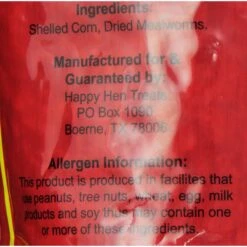 Ingredients:
Shelled Corn, Dried Mealworms.
Manufactured for &
Guaranteed by:
Happy Hen Treats
PO Box 1090
Boerne, TX 78006
Allergen Information:
This product is produced in facilites that
use peanuts, tree nuts, wheat, egg, milk
products and soy thus may contain one
or more of these ingredients.